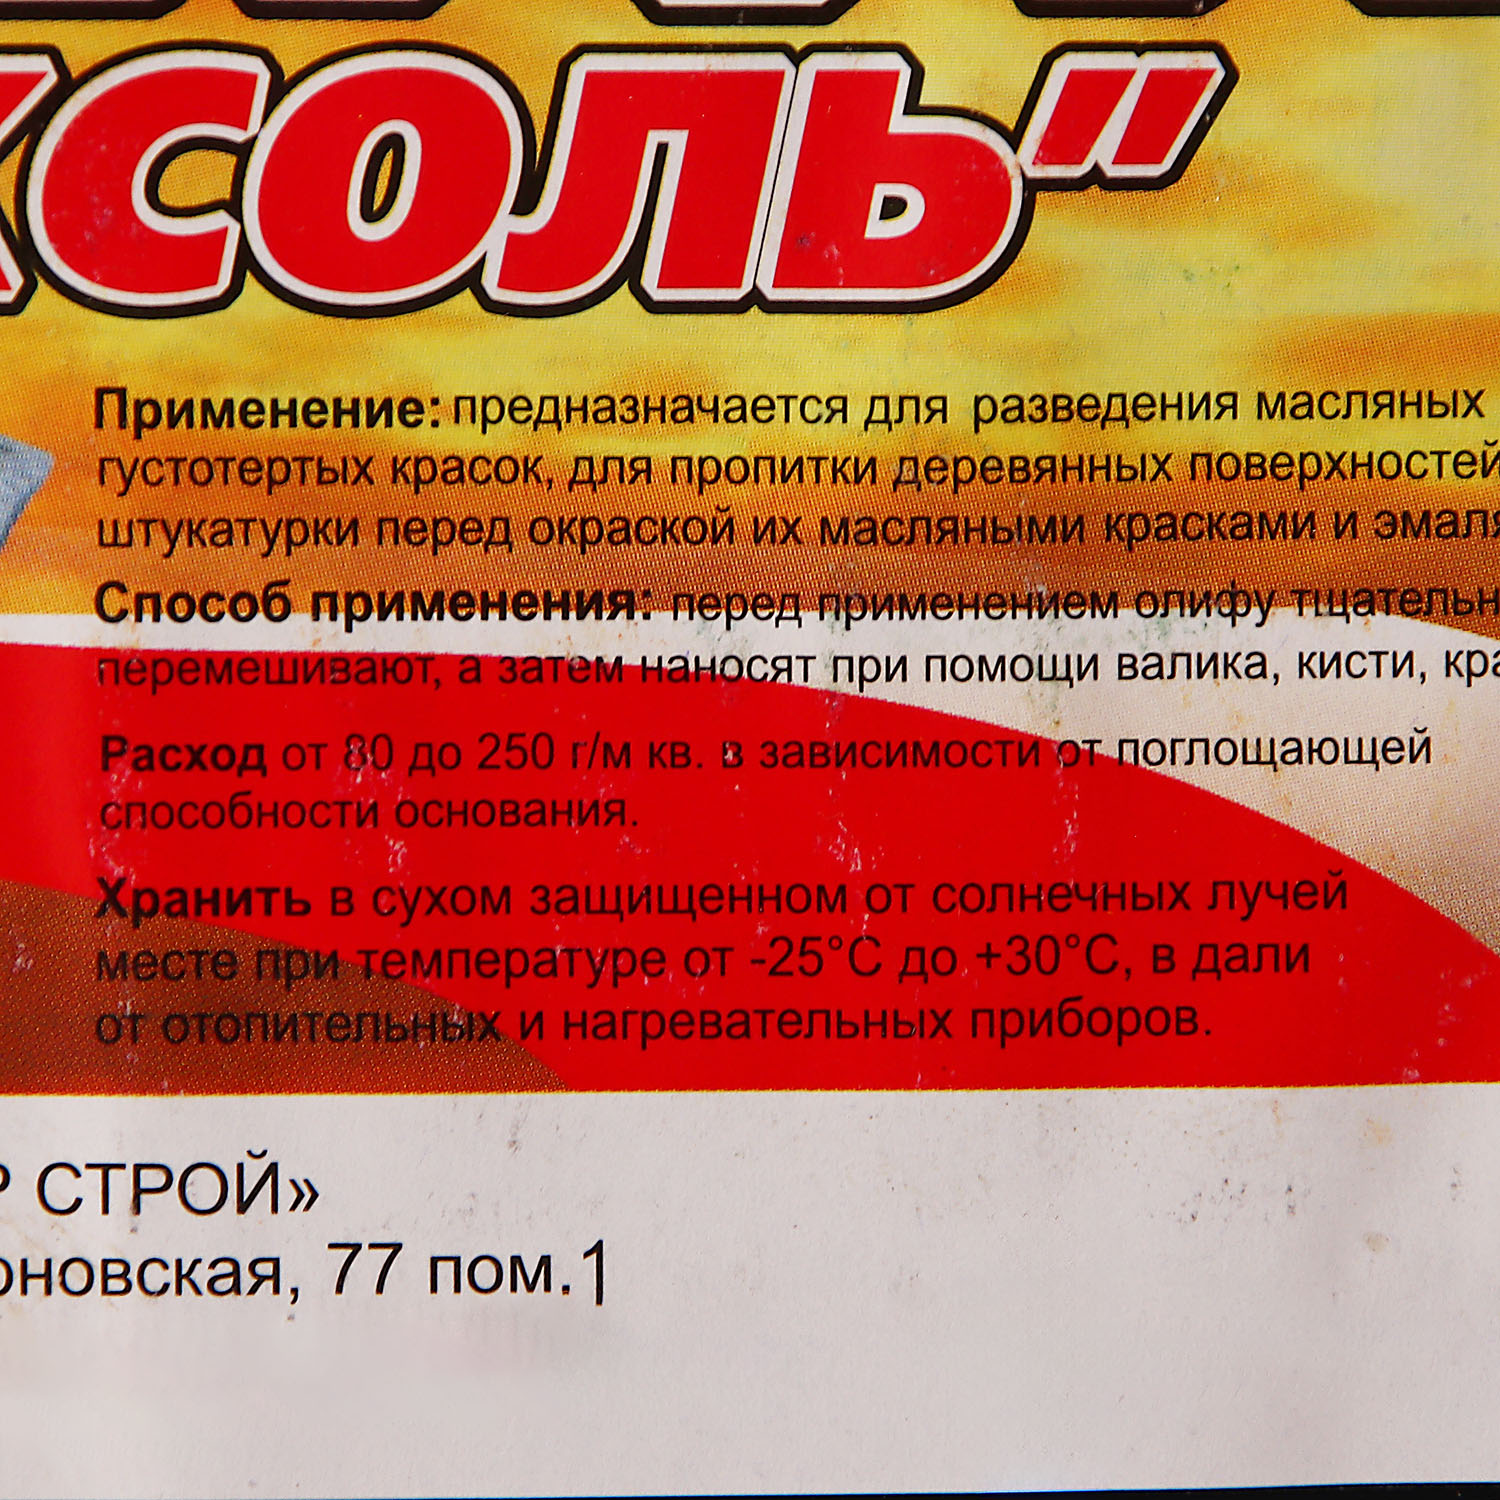 ксоль"
Применение: предназначается для разведения масляных
густотертых красок, для пропитки деревянных поверхностей
штукатурки перед окраской их масляными красками и эмаля
Способ применения: перед применением олифу тщательн
перемешивают, а затем наносят при помощи валика, кисти, кра
Расход от 80 до 250 г/м кв. в зависимости от поглощающей
способности основания.
Хранить в сухом защищенном от солнечных лучей
месте при температуре от -25°С до +30°С, в дали
от отопительных и нагревательных приборов.
Р СТРОЙ»
оновская, 77 пом.1